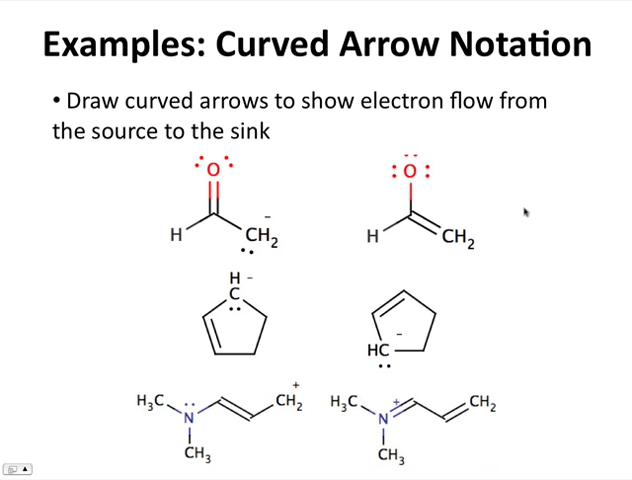 Examples: Curved Arrow Notation
• Draw curved arrows to show electron flow from
the source to the sink
O O
H CH2 - H CH2
H -
C
HC -
H3C N CH2 + H3C N + CH2
CH3 CH3